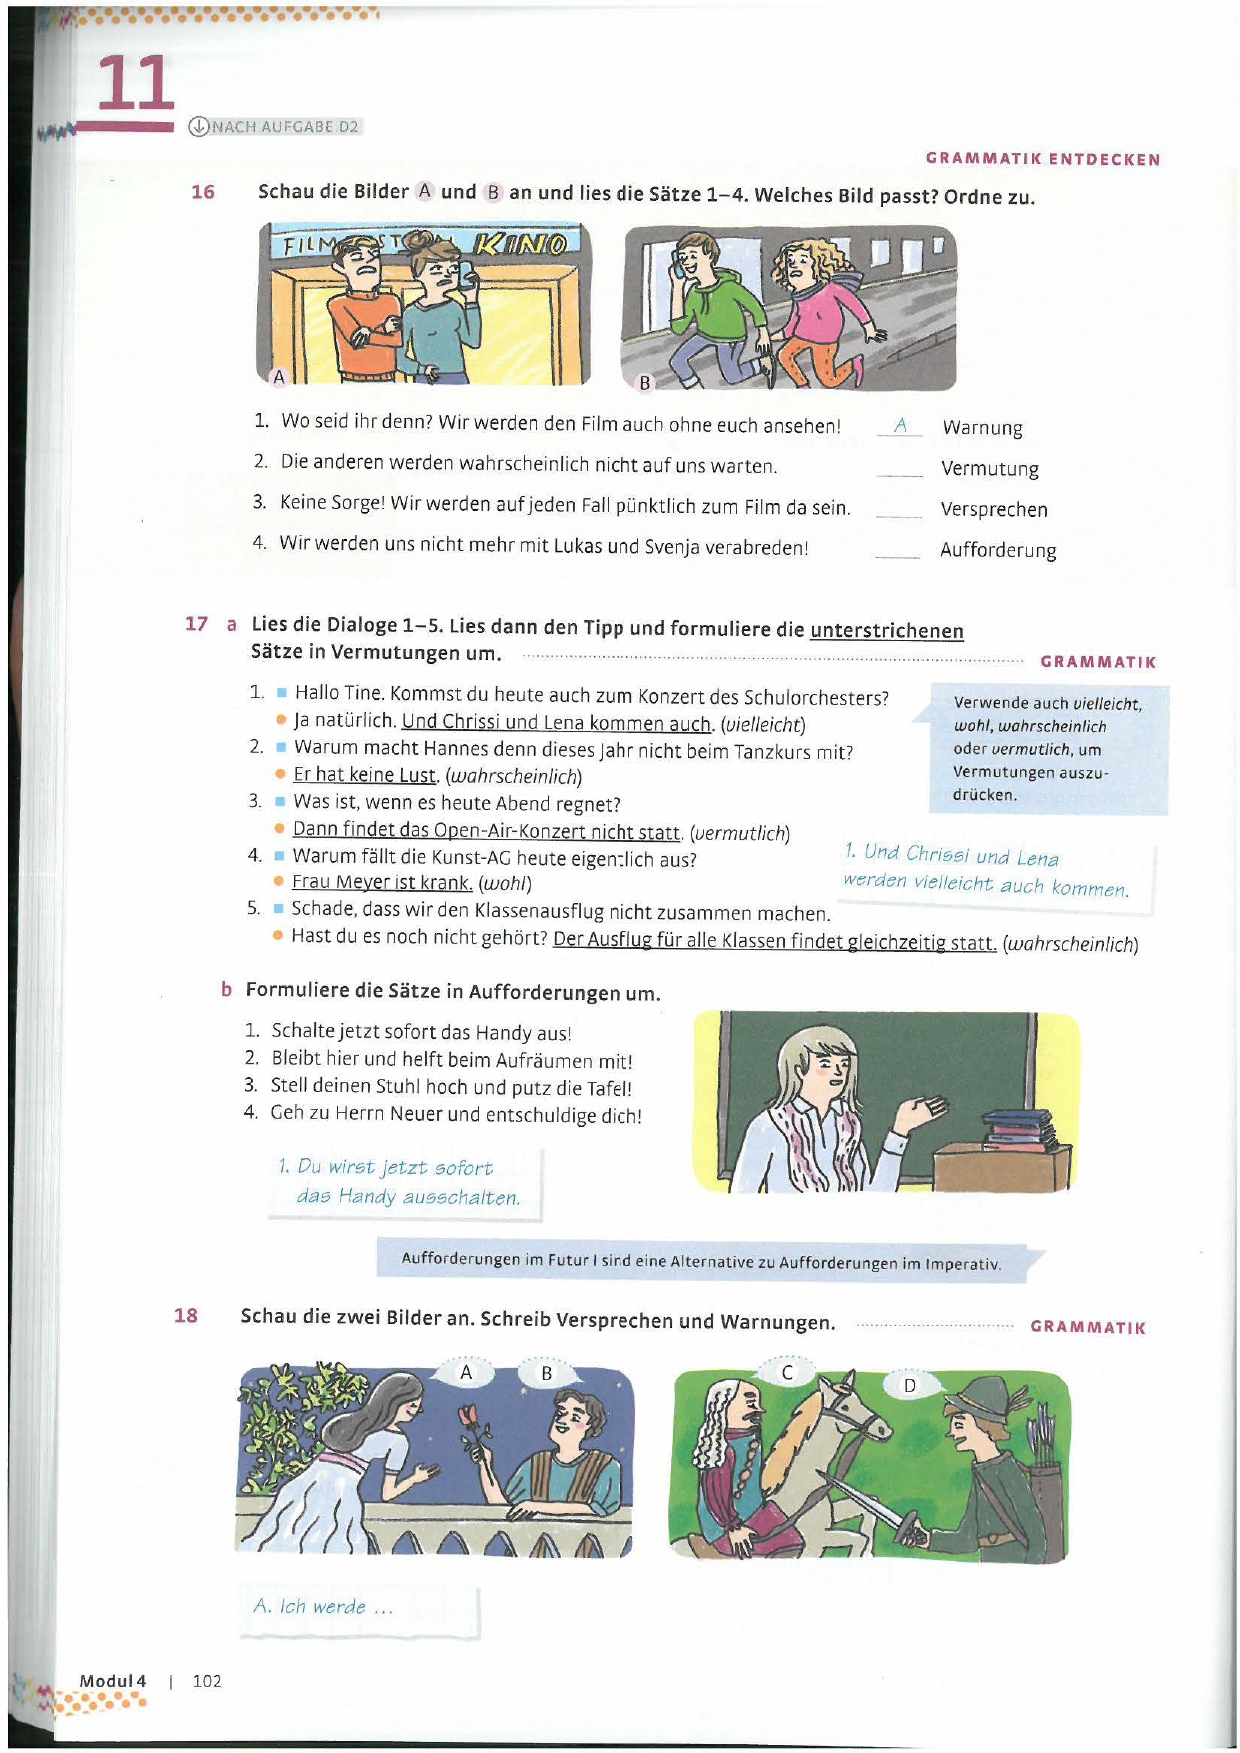 11
NACH AUFGABE D2
GRAMMATIK ENTDECKEN
16 Schau die Bilder A und B an und lies die Sätze 1–4. Welches Bild passt? Ordne zu.
FILM ST KINO
A
B
1. Wo seid ihr denn? Wir werden den Film auch ohne euch ansehen! A Warnung
2. Die anderen werden wahrscheinlich nicht auf uns warten. ____ Vermutung
3. Keine Sorge! Wir werden auf jeden Fall pünktlich zum Film da sein. ____ Versprechen
4. Wir werden uns nicht mehr mit Lukas und Svenja verabreden! ____ Aufforderung
17 a Lies die Dialoge 1–5. Lies dann den Tipp und formuliere die unterstrichenen
Sätze in Vermutungen um. GRAMMATIK
1. Hallo Tine. Kommst du heute auch zum Konzert des Schulorchesters?
Ja natürlich. Und Chrissi und Lena kommen auch. (vielleicht)
2. Warum macht Hannes denn dieses Jahr nicht beim Tanzkurs mit?
Er hat keine Lust. (wahrscheinlich)
3. Was ist, wenn es heute Abend regnet?
Dann findet das Open-Air-Konzert nicht statt. (vermutlich)
4. Warum fällt die Kunst-AG heute eigentlich aus?
Frau Meyer ist krank. (wohl)
5. Schade, dass wir den Klassenausflug nicht zusammen machen.
Hast du es noch nicht gehört? Der Ausflug für alle Klassen findet gleichzeitig statt. (wahrscheinlich)
Verwende auch vielleicht,
wohl, wahrscheinlich
oder vermutlich, um
Vermutungen auszu-
drücken.
1. Und Chrissi und Lena
werden vielleicht auch kommen.
b Formuliere die Sätze in Aufforderungen um.
1. Schalte jetzt sofort das Handy aus!
2. Bleibt hier und helft beim Aufräumen mit!
3. Stell deinen Stuhl hoch und putz die Tafel!
4. Geh zu Herrn Neuer und entschuldige dich!
1. Du wirst jetzt sofort
das Handy ausschalten.
Aufforderungen im Futur I sind eine Alternative zu Aufforderungen im Imperativ.
18 Schau die zwei Bilder an. Schreib Versprechen und Warnungen. GRAMMATIK
A
B
C
D
A. Ich werde ...
Modul 4 | 102